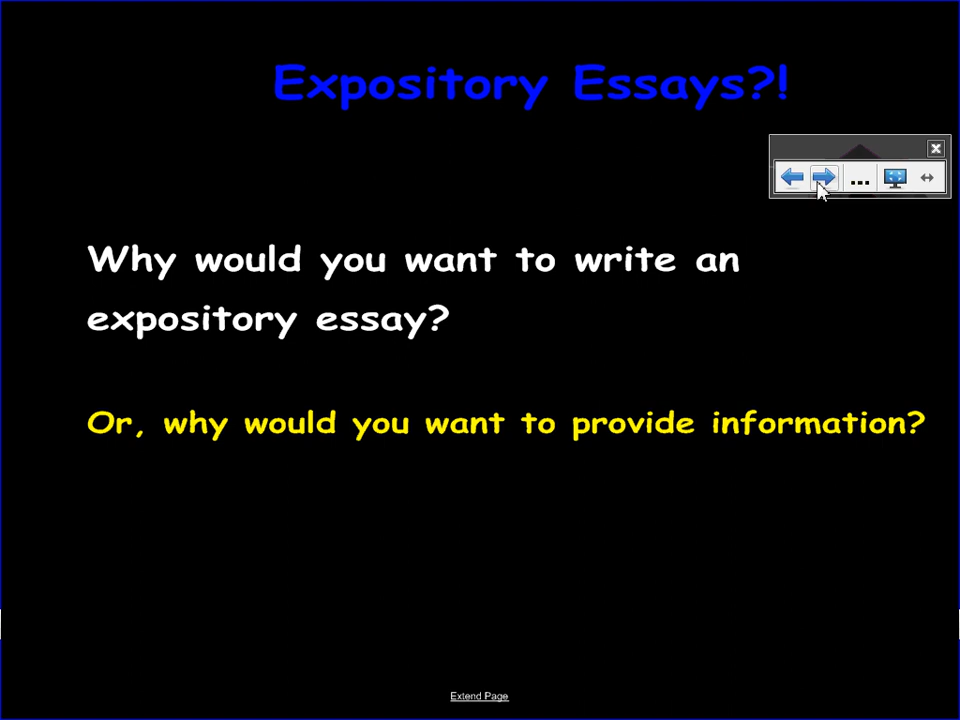 Expository Essays?!
Why would you want to write an
expository essay?
Or, why would you want to provide information?
Extend Page